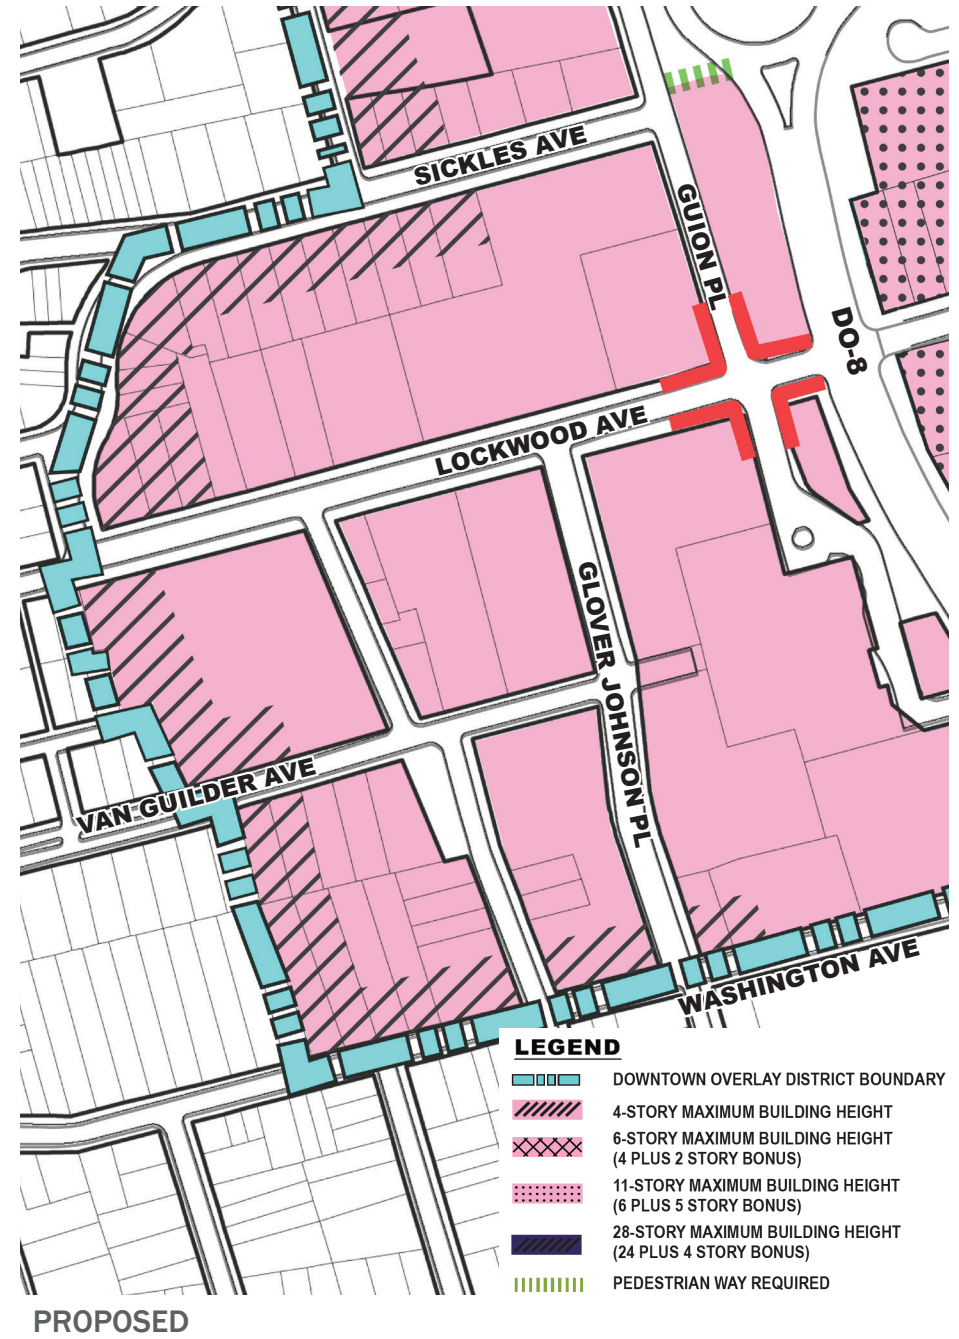 SICKLES AVE
GUION PL
DO-8
LOCKWOOD AVE
GLOVER JOHNSON PL
VAN GUILDER AVE
WASHINGTON AVE
LEGEND
DOWNTOWN OVERLAY DISTRICT BOUNDARY
4-STORY MAXIMUM BUILDING HEIGHT
6-STORY MAXIMUM BUILDING HEIGHT
(4 PLUS 2 STORY BONUS)
11-STORY MAXIMUM BUILDING HEIGHT
(6 PLUS 5 STORY BONUS)
28-STORY MAXIMUM BUILDING HEIGHT
(24 PLUS 4 STORY BONUS)
PEDESTRIAN WAY REQUIRED
PROPOSED